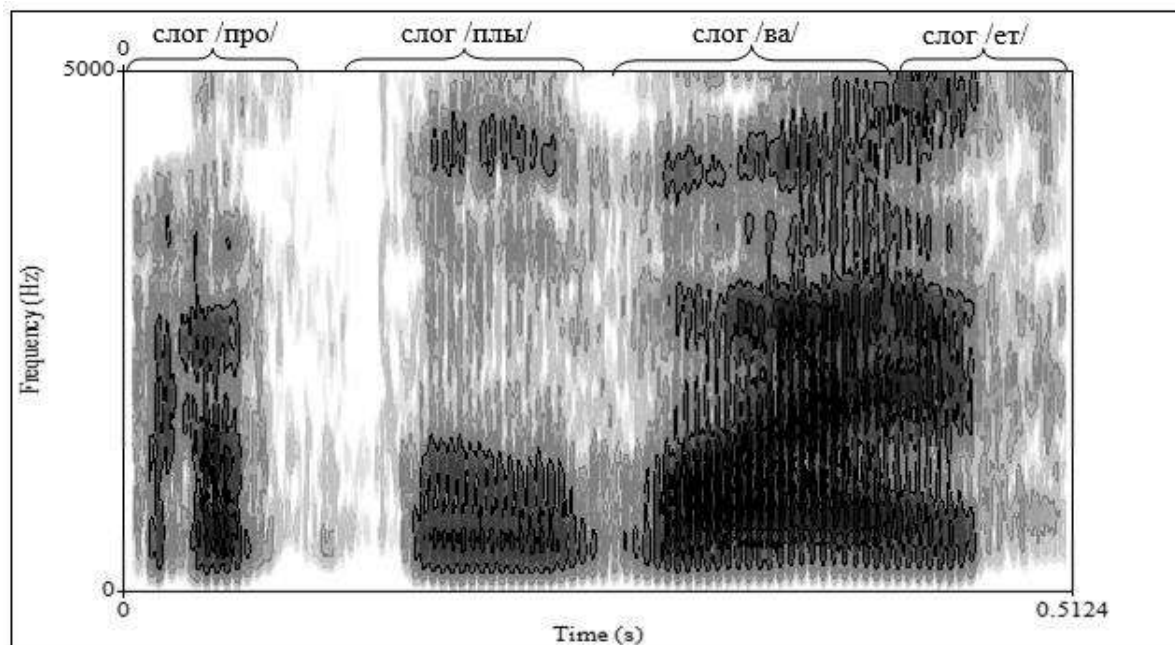 слог /про/ слог /плы/ слог /ва/ слог /ет/
0
5000
Frequency (Hz)
0
0 0.5124
Time (s)